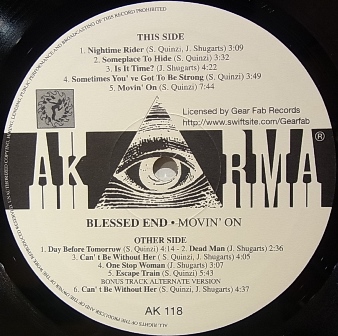 THIS SIDE
1. Nightime Rider (S. Quinzi, J. Shugarts) 3:09
2. Someplace To Hide (S. Quinzi) 3:32
3. Is It Time? (J. Shugarts) 4:22
4. Sometimes You've Got To Be Strong (S. Quinzi) 3:49
5. Movin' On (S. Quinzi) 7:44
Licensed by Gear Fab Records
http://www.swiftsite.com/Gearfab
AKARMA®
BLESSED END • MOVIN' ON
OTHER SIDE
1. Day Before Tomorrow (S. Quinzi) 4:14 - 2. Dead Man (J. Shugarts) 2:36
3. Can't Be Without Her (S. Quinzi, J. Shugarts) 4:05
4. One Stop Woman (J. Shugarts) 3:07
5. Escape Train (S. Quinzi) 5:43
BONUS TRACK ALTERNATIVE VERSION
6. Can't Be Without Her (S. Quinzi, J. Shugarts) 4:37
AK 118